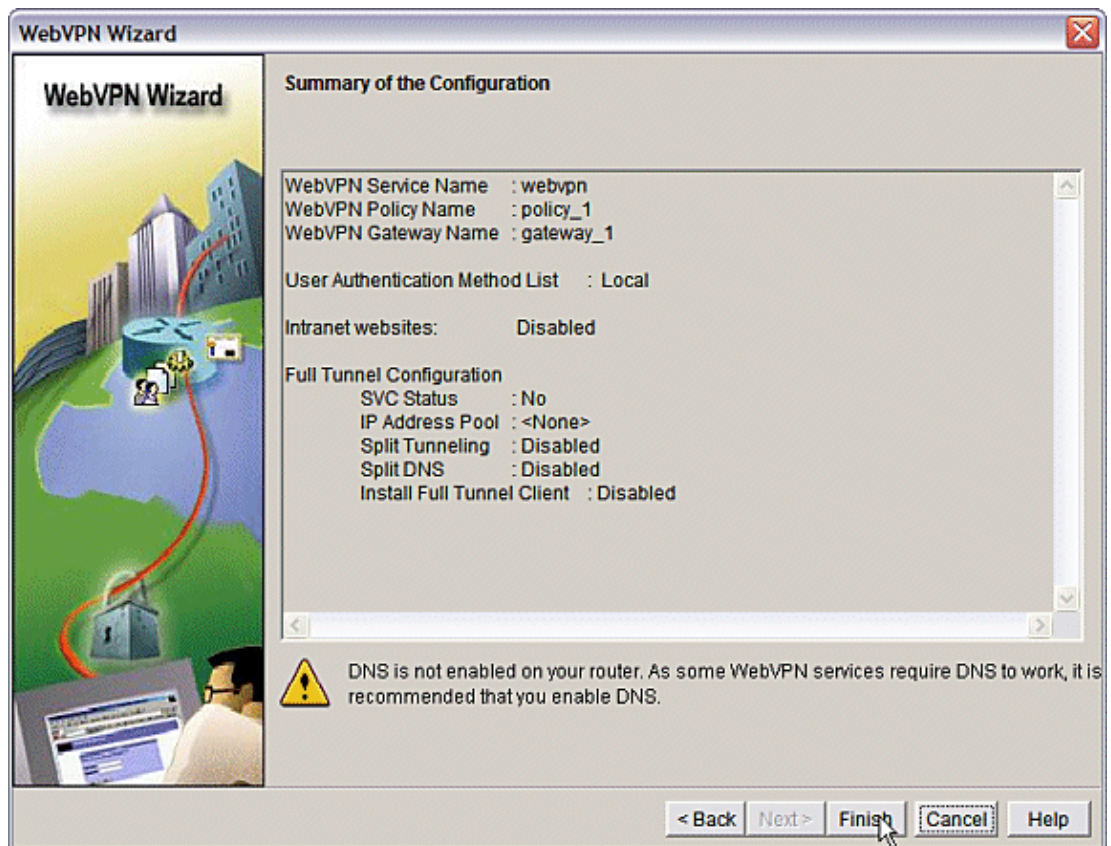 WebVPN Wizard
WebVPN Wizard
Summary of the Configuration
WebVPN Service Name : webvpn
WebVPN Policy Name : policy_1
WebVPN Gateway Name : gateway_1
User Authentication Method List : Local
Intranet websites: Disabled
Full Tunnel Configuration
SVC Status : No
IP Address Pool : <None>
Split Tunneling : Disabled
Split DNS : Disabled
Install Full Tunnel Client : Disabled
DNS is not enabled on your router. As some WebVPN services require DNS to work, it is
recommended that you enable DNS.
< Back Next > Finish Cancel Help